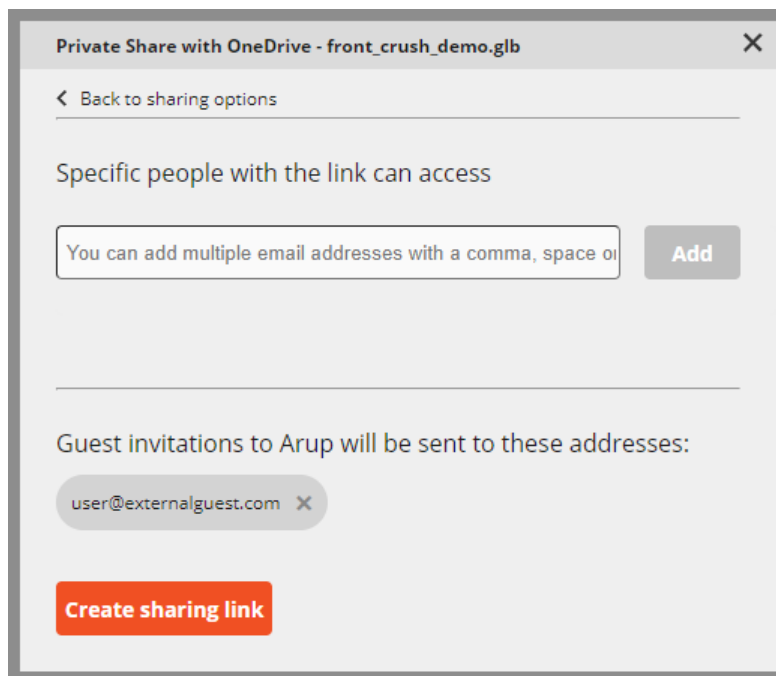 Private Share with OneDrive - front_crush_demo.glb
Back to sharing options
Specific people with the link can access
You can add multiple email addresses with a comma, space
Add
Guest invitations to Arup will be sent to these addresses:
user@externalguest.com
Create sharing link